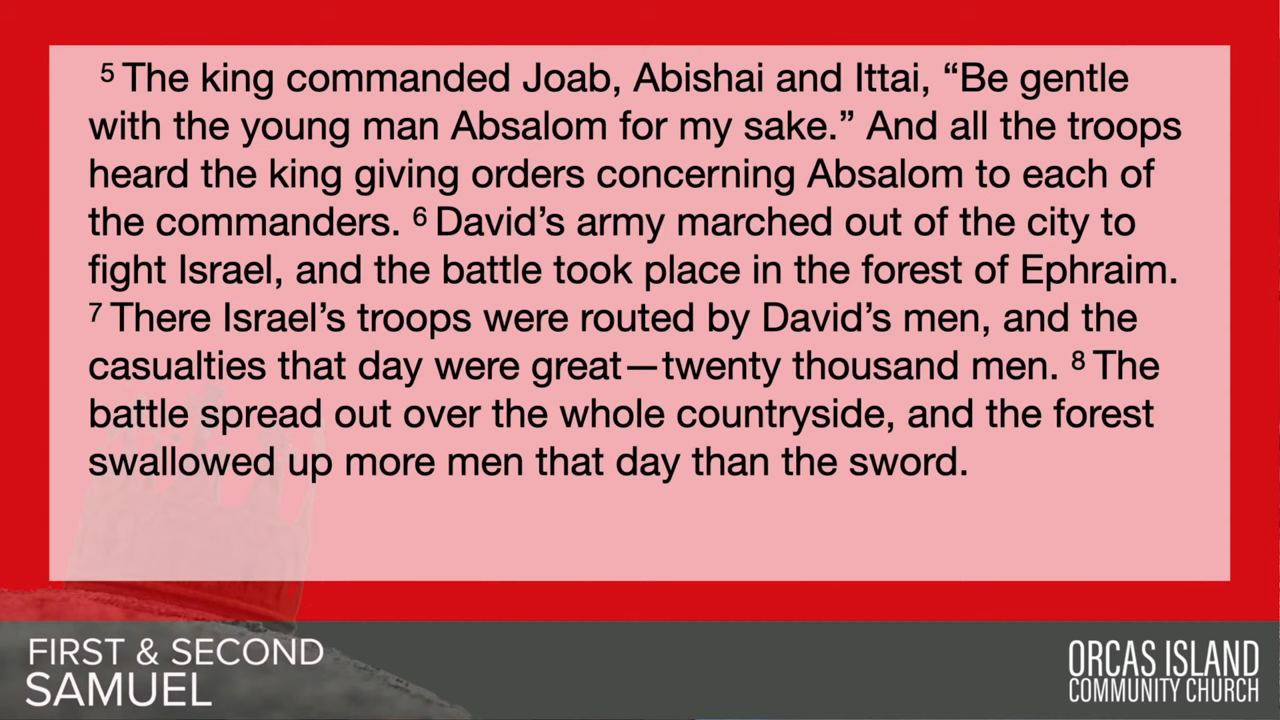 5 The king commanded Joab, Abishai and Ittai, “Be gentle
with the young man Absalom for my sake.” And all the troops
heard the king giving orders concerning Absalom to each of
the commanders. 6 David’s army marched out of the city to
fight Israel, and the battle took place in the forest of Ephraim.
7 There Israel’s troops were routed by David’s men, and the
casualties that day were great—twenty thousand men. 8 The
battle spread out over the whole countryside, and the forest
swallowed up more men that day than the sword.
FIRST & SECOND
SAMUEL
ORCAS ISLAND
COMMUNITY CHURCH